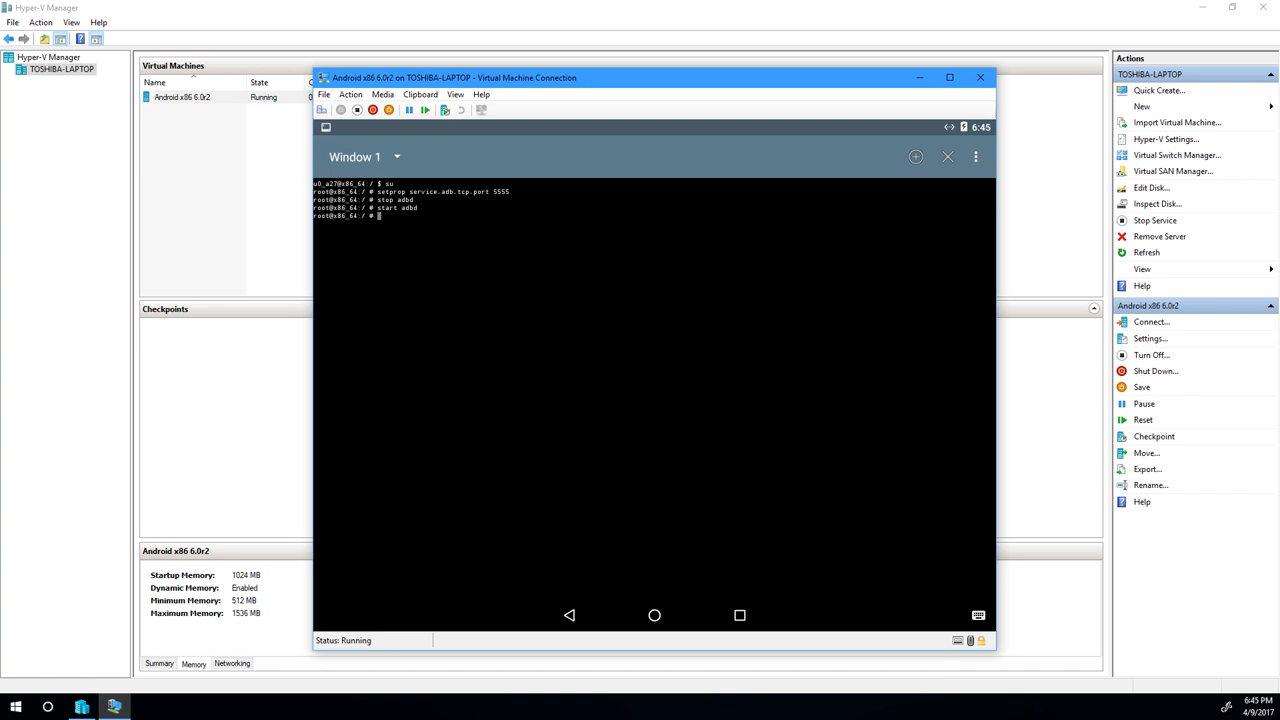 Hyper-V Manager
File Action View Help
Hyper-V Manager
TOSHIBA-LAPTOP
Virtual Machines
Name State
Android x86 6.0r2 Running
Checkpoints
Android x86 6.0r2
Startup Memory: 1024 MB
Dynamic Memory: Enabled
Minimum Memory: 512 MB
Maximum Memory: 1536 MB
Summary Memory Networking
Android x86 6.0r2 on TOSHIBA-LAPTOP - Virtual Machine Connection
File Action Media Clipboard View Help
6:45
Window 1
u0_a27@x86_64:/ $ su
root@x86_64:/ # setprop service.adb.tcp.port 5555
root@x86_64:/ # stop adbd
root@x86_64:/ # start adbd
root@x86_64:/ #
Status: Running
Actions
TOSHIBA-LAPTOP
Quick Create...
New
Import Virtual Machine...
Hyper-V Settings...
Virtual Switch Manager...
Virtual SAN Manager...
Edit Disk...
Inspect Disk...
Stop Service
Remove Server
Refresh
View
Help
Android x86 6.0r2
Connect...
Settings...
Turn Off...
Shut Down...
Save
Pause
Reset
Checkpoint
Move...
Export...
Rename...
Help
6:45 PM
4/9/2017